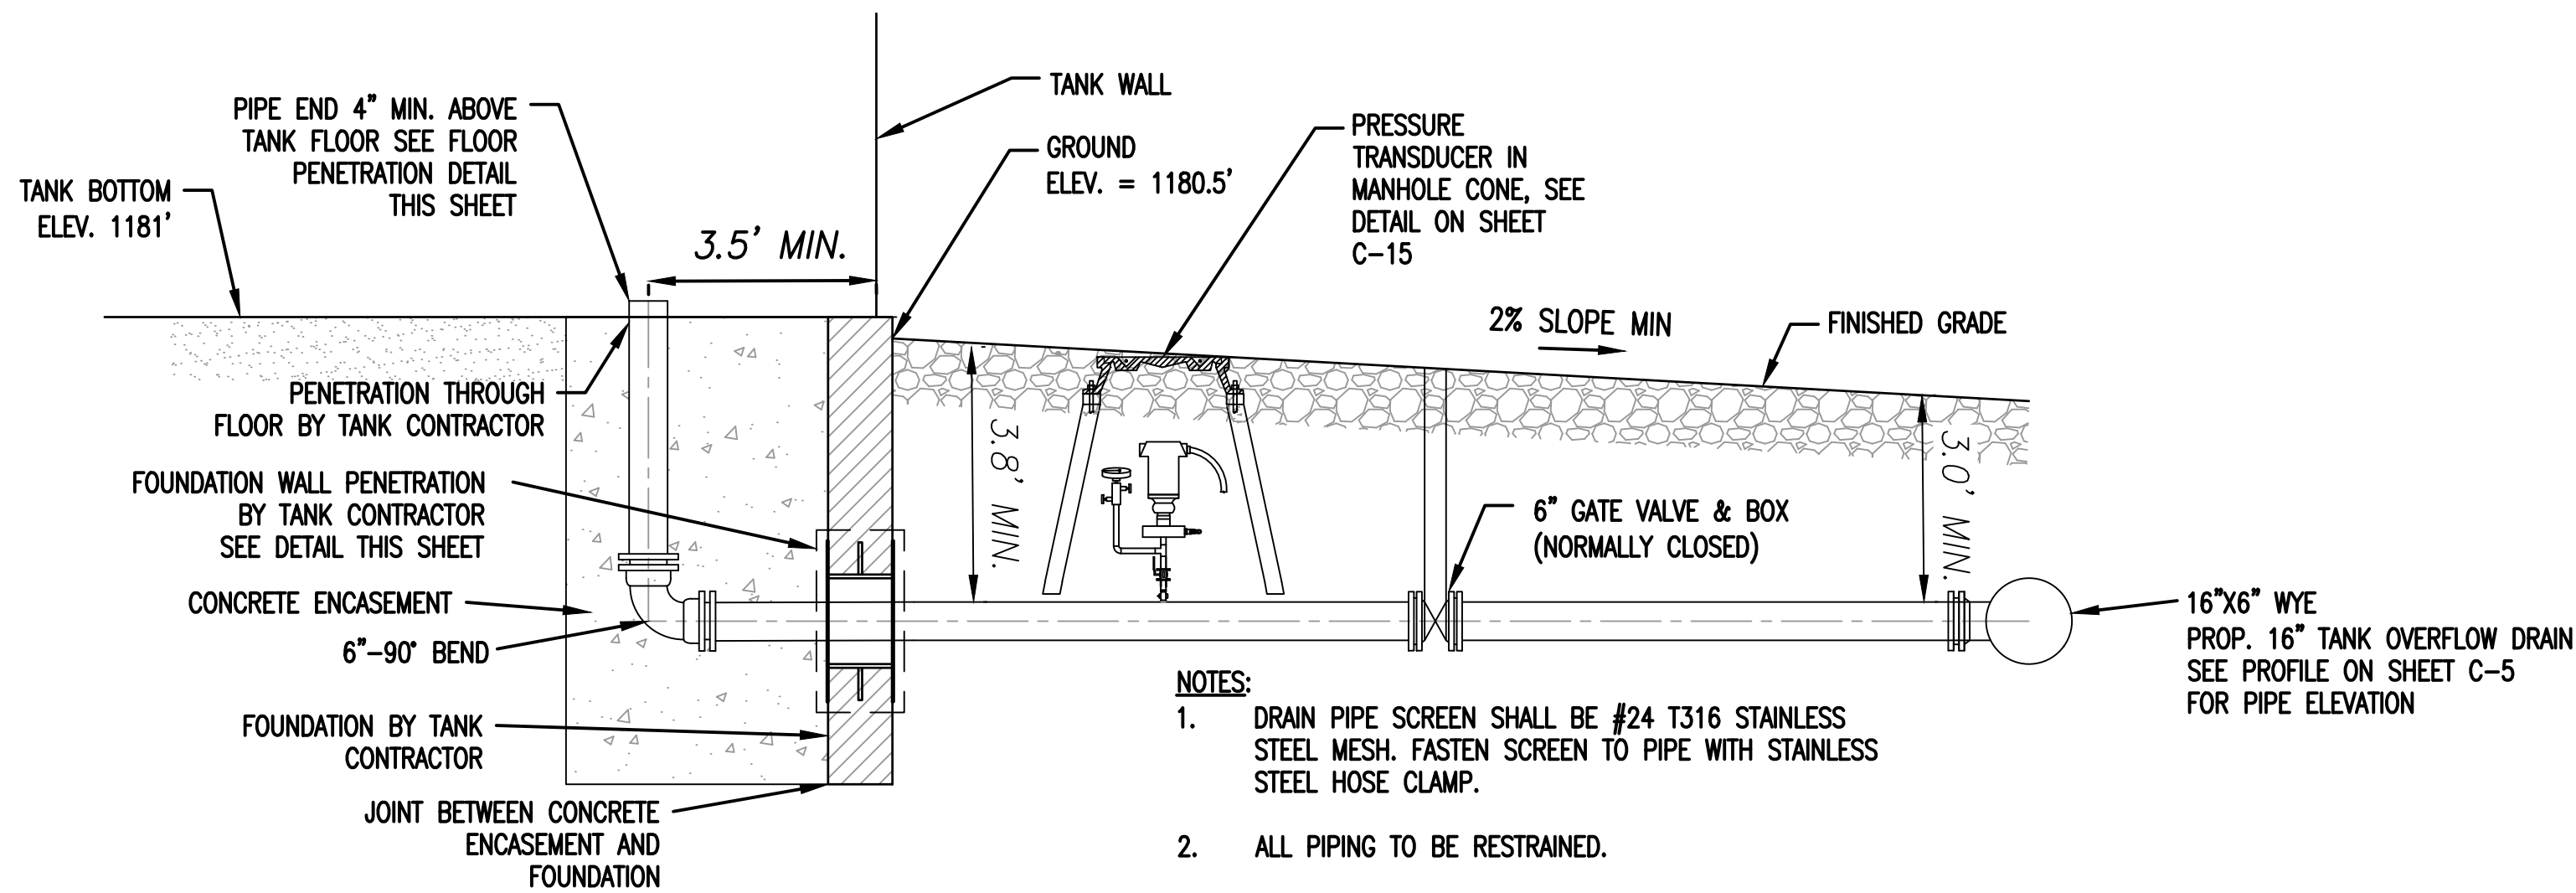 TANK WALL
PIPE END 4" MIN. ABOVE
TANK FLOOR SEE FLOOR
PENETRATION DETAIL
THIS SHEET
GROUND
ELEV. = 1180.5'
PRESSURE
TRANSDUCER IN
MANHOLE CONE, SEE
DETAIL ON SHEET
C-15
TANK BOTTOM
ELEV. 1181'
3.5' MIN.
2% SLOPE MIN
FINISHED GRADE
PENETRATION THROUGH
FLOOR BY TANK CONTRACTOR
3.8' MIN.
3.0' MIN.
FOUNDATION WALL PENETRATION
BY TANK CONTRACTOR
SEE DETAIL THIS SHEET
6" GATE VALVE & BOX
(NORMALLY CLOSED)
CONCRETE ENCASEMENT
6"-90° BEND
16"X6" WYE
PROP. 16" TANK OVERFLOW DRAIN
SEE PROFILE ON SHEET C-5
FOR PIPE ELEVATION
FOUNDATION BY TANK
CONTRACTOR
JOINT BETWEEN CONCRETE
ENCASEMENT AND
FOUNDATION
NOTES:
1. DRAIN PIPE SCREEN SHALL BE #24 T316 STAINLESS
STEEL MESH. FASTEN SCREEN TO PIPE WITH STAINLESS
STEEL HOSE CLAMP.
2. ALL PIPING TO BE RESTRAINED.